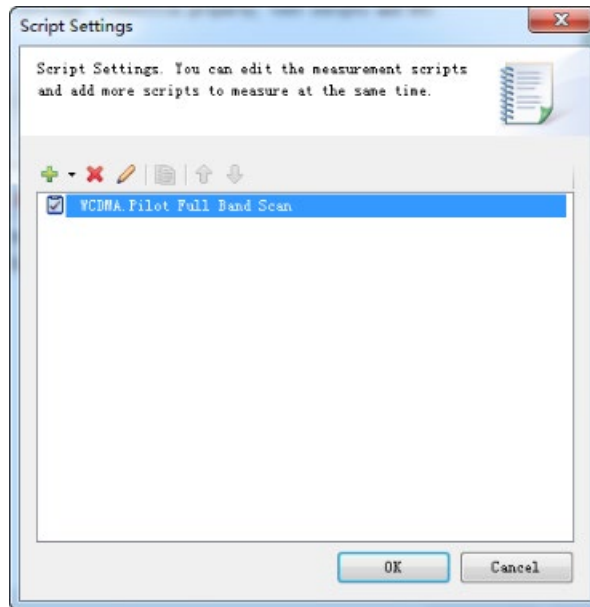 Script Settings
Script Settings. You can edit the measurement scripts
and add more scripts to measure at the same time.
WCDMA.Pilot Full Band Scan
OK
Cancel